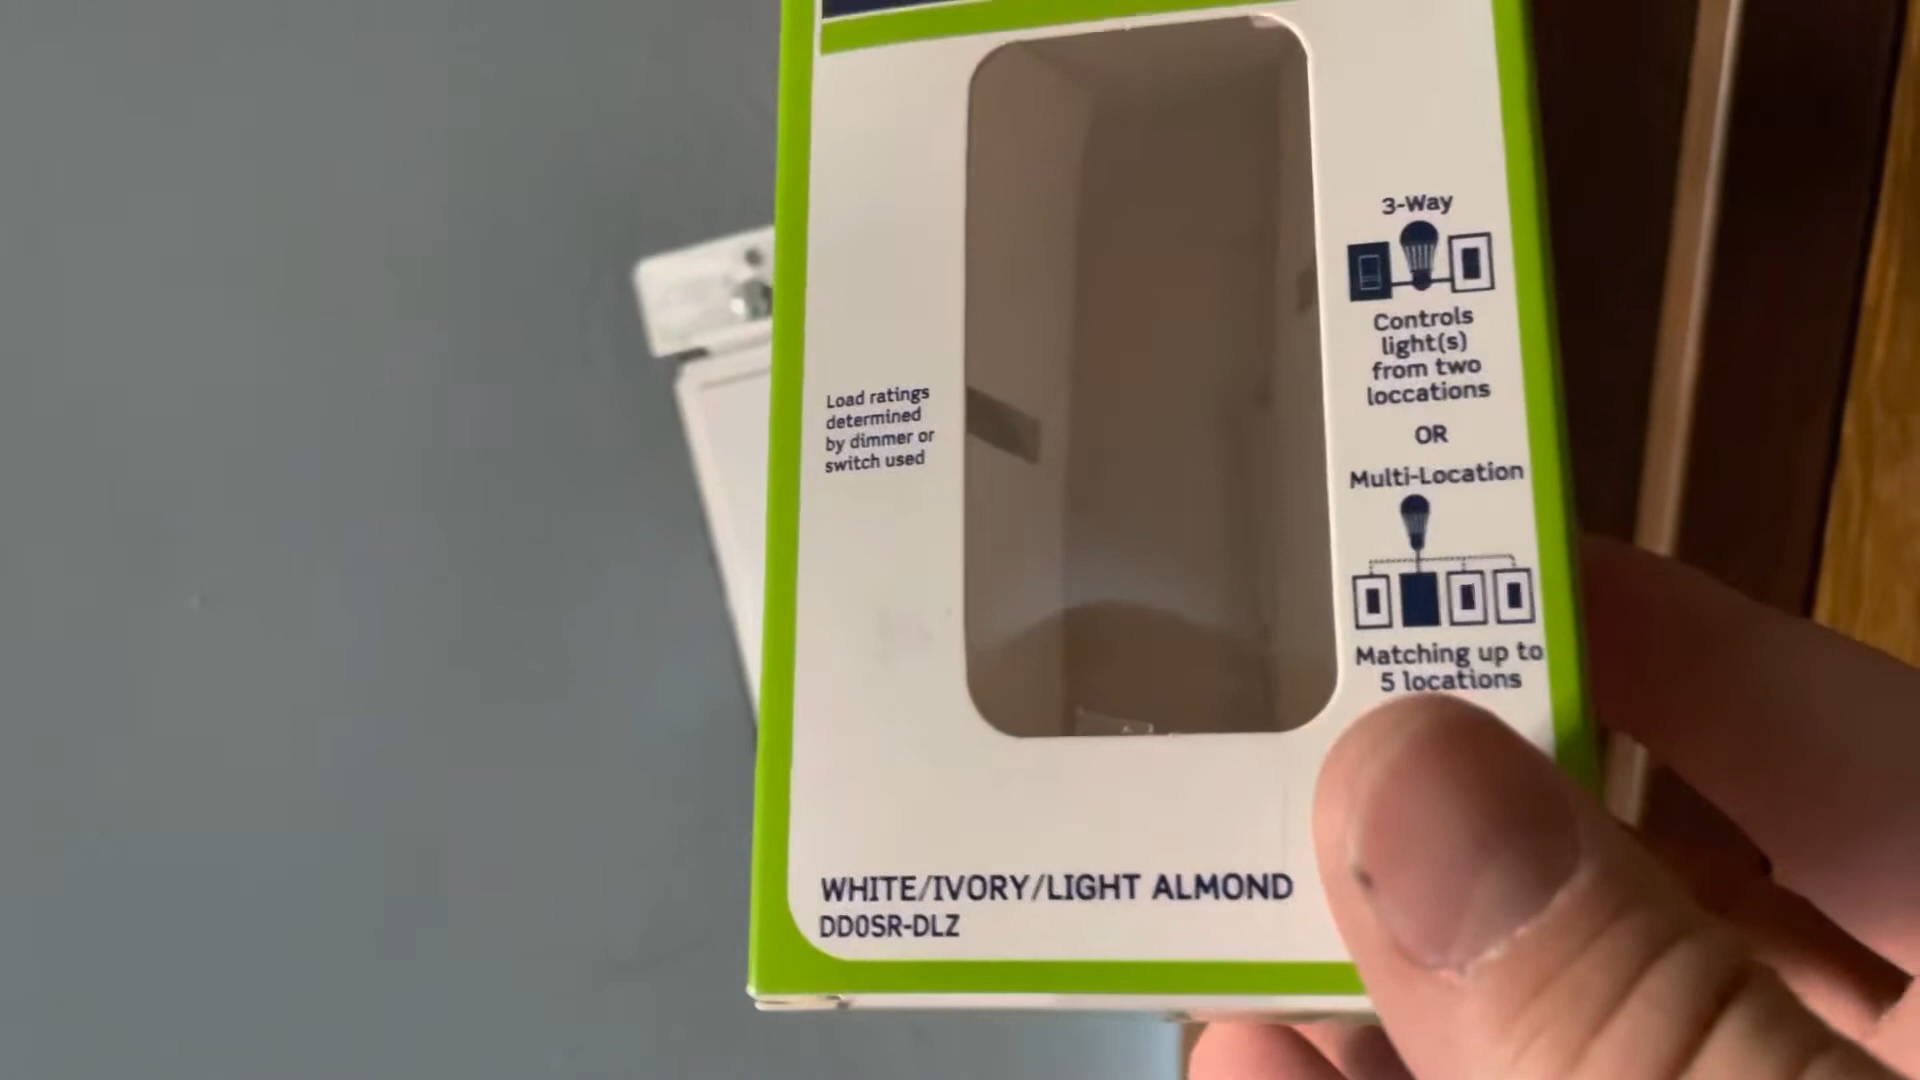 3-Way
Controls
light(s)
from two
loccations
OR
Multi-Location
Matching up to
5 locations
Load ratings
determined
by dimmer or
switch used
WHITE/IVORY/LIGHT ALMOND
DD0SR-DLZ